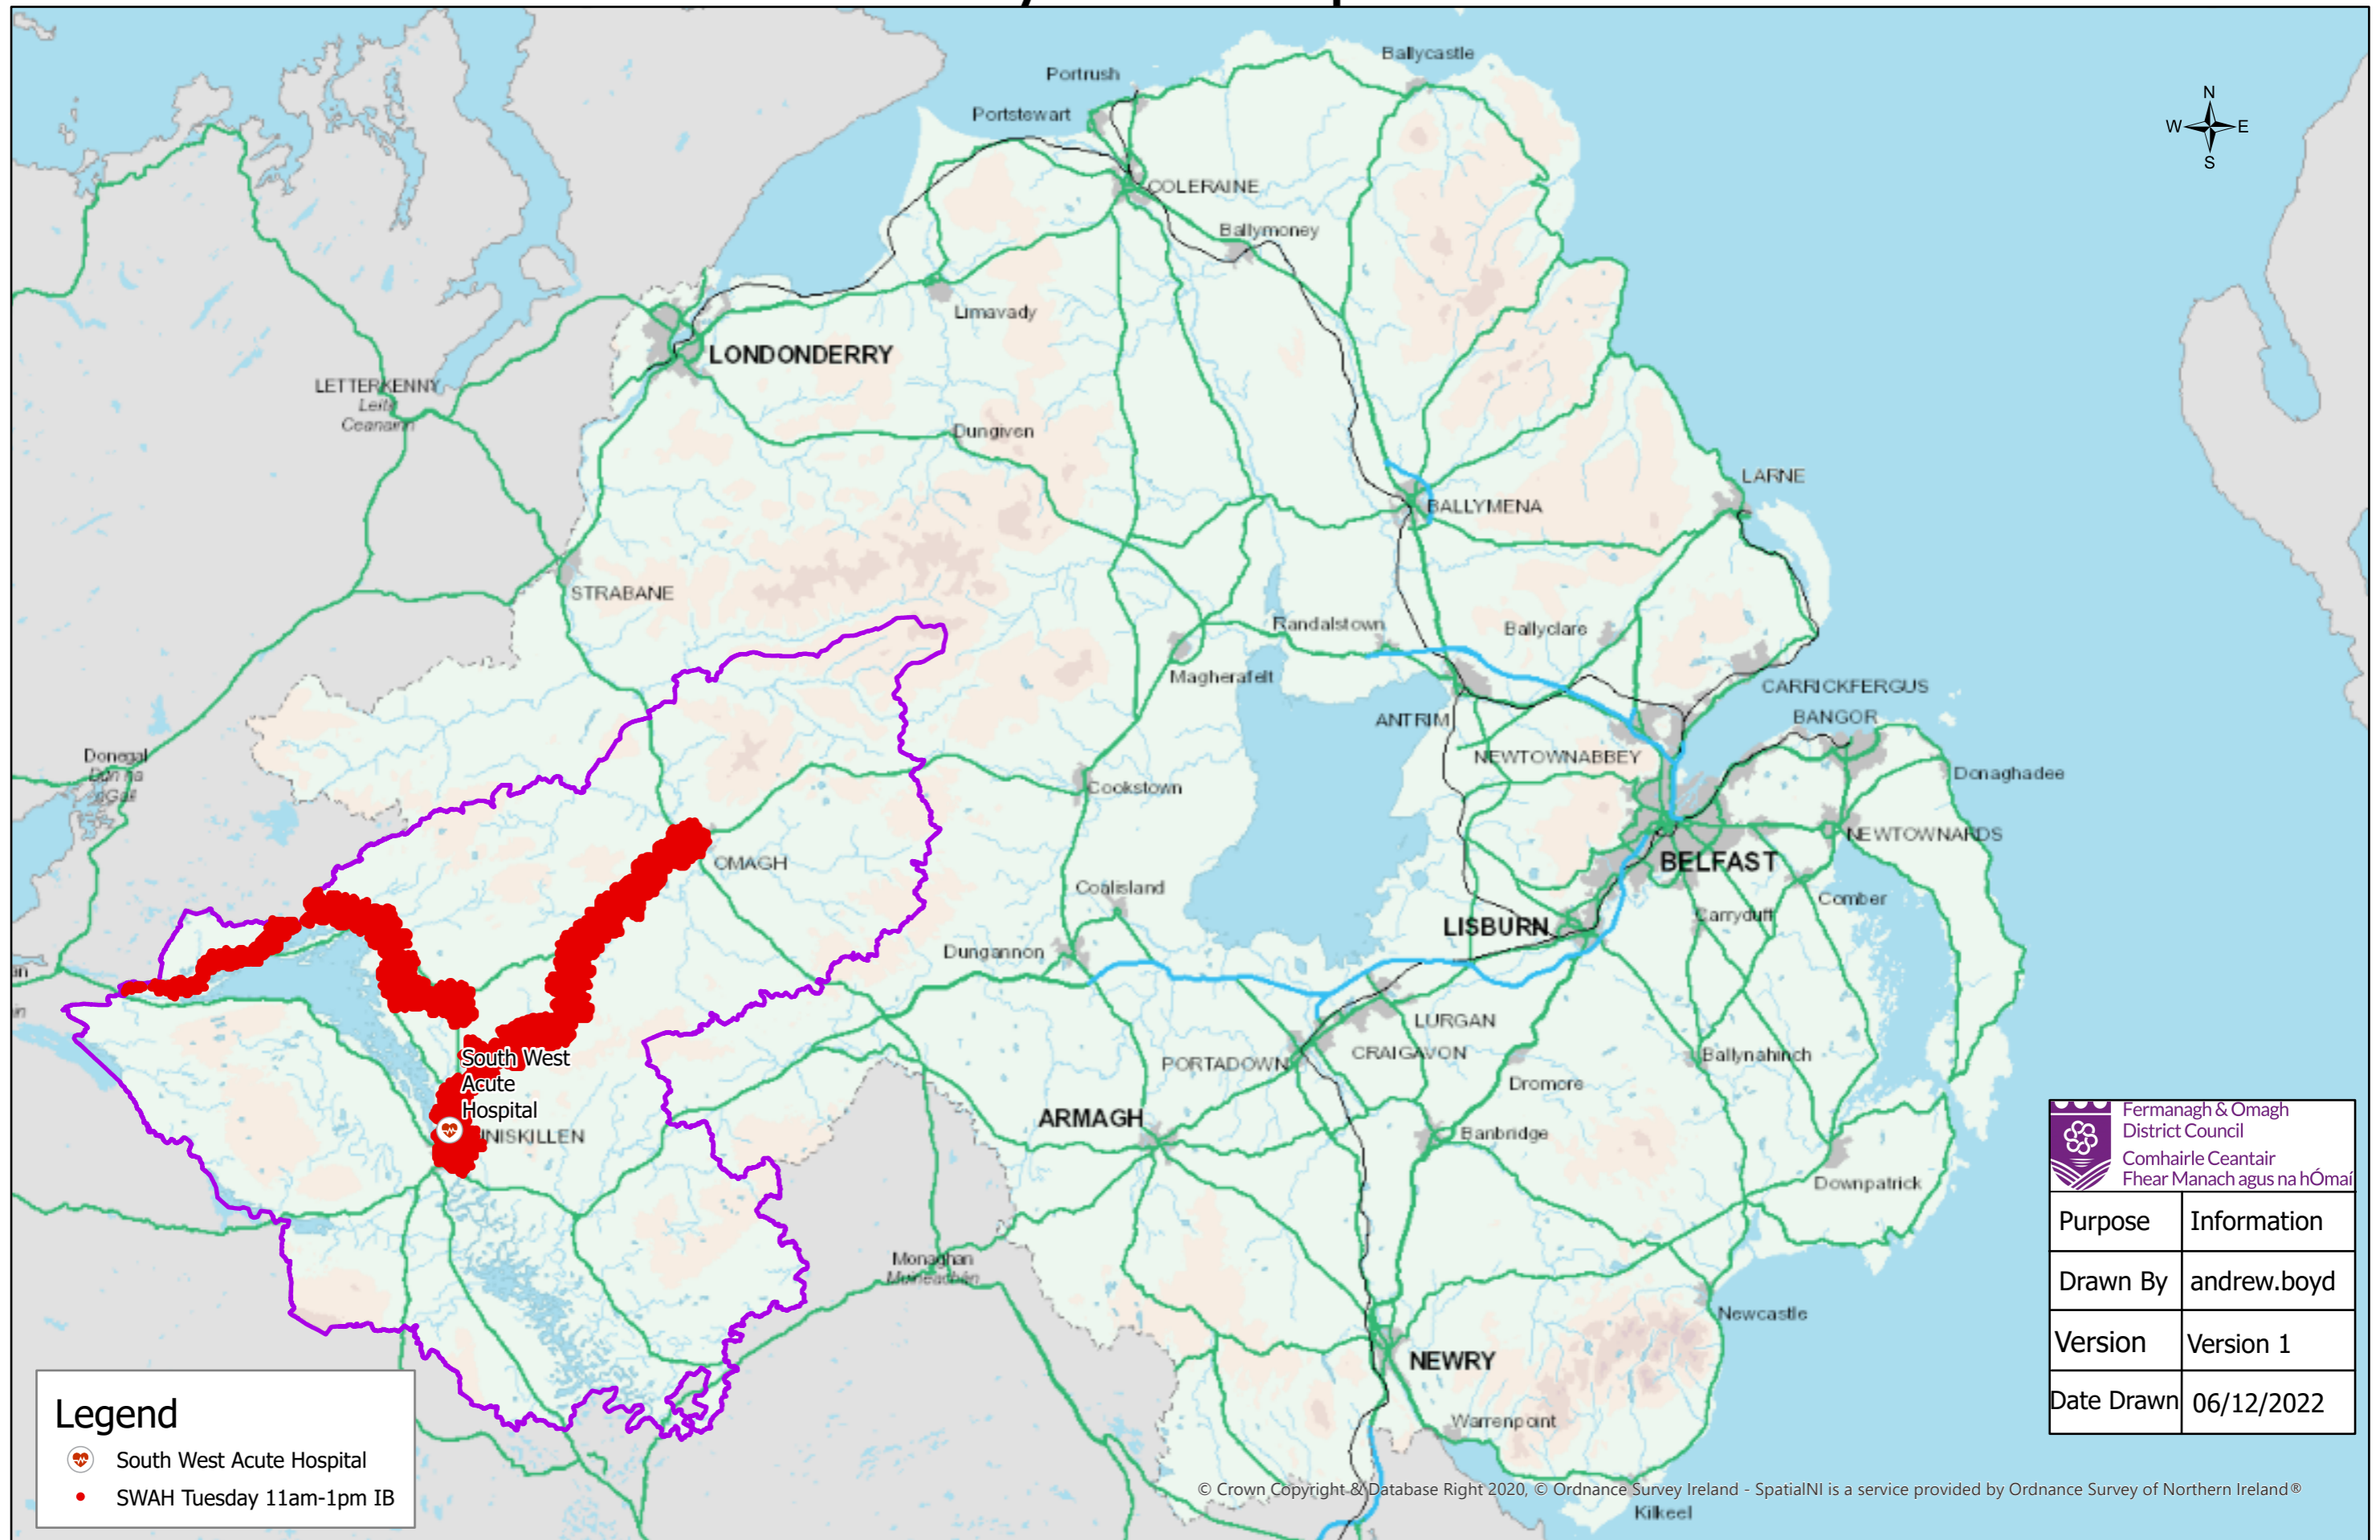 Ballycastle
Portrush
Portstewart
N
W E
S
COLERAINE
Ballymoney
Limavady
LONDONDERRY
LETTERKENNY
Ceanainn
Dungiven
LARNE
BALLYMENA
STRABANE
Randalstown
Ballyclare
Magherafelt
CARRICKFERGUS
BANGOR
ANTRIM
NEWTOWNABBEY
Donegal
Dún na
nGall
Donaghadee
Cookstown
NEWTOWNARDS
OMAGH
BELFAST
Coalisland
Comber
Carryduff
LISBURN
Dungannon
LURGAN
CRAIGAVON
PORTADOWN
Ballynahinch
Dromore
South West
Acute
Hospital
NISKILLEN
ARMAGH
Banbridge
Downpatrick
Monaghan
Muineachán
Newcastle
NEWRY
Warrenpoint
Kilkeel
Fermanagh & Omagh
District Council
Comhairle Ceantair
Fhear Manach agus na hÓmaí
Purpose Information
Drawn By andrew.boyd
Version Version 1
Date Drawn 06/12/2022
Legend
South West Acute Hospital
SWAH Tuesday 11am-1pm IB
© Crown Copyright & Database Right 2020, © Ordnance Survey Ireland - SpatialNI is a service provided by Ordnance Survey of Northern Ireland®